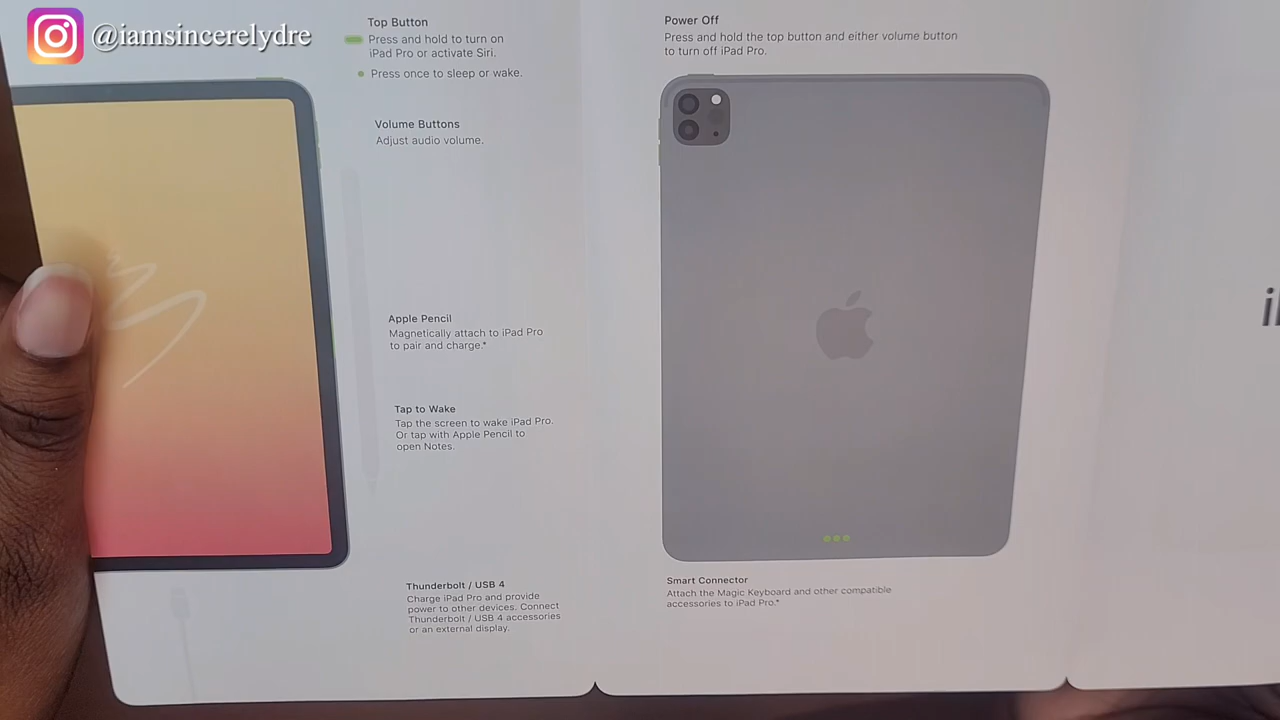 @iamsincerelydre
Top Button
Press and hold to turn on
iPad Pro or activate Siri.
Press once to sleep or wake.
Volume Buttons
Adjust audio volume.
Apple Pencil
Magnetically attach to iPad Pro
to pair and charge.*
Tap to Wake
Tap the screen to wake iPad Pro.
Or tap with Apple Pencil to
open Notes.
Thunderbolt / USB 4
Charge iPad Pro and provide
power to other devices. Connect
Thunderbolt / USB 4 accessories
or an external display.
Power Off
Press and hold the top button and either volume button
to turn off iPad Pro.
Smart Connector
Attach the Magic Keyboard and other compatible
accessories to iPad Pro.*